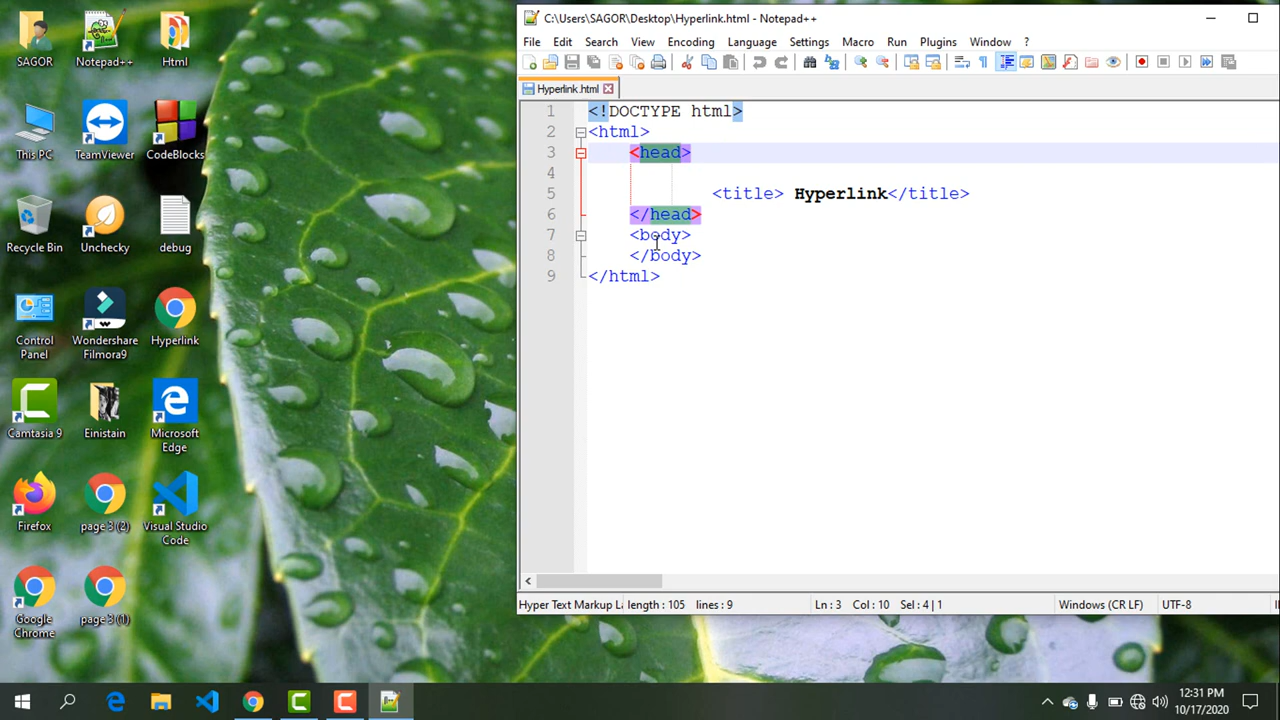 SAGOR
Notepad++
Html
This PC
TeamViewer
CodeBlocks
Recycle Bin
Unchecky
debug
Control
Panel
Wondershare
Filmora9
Hyperlink
Camtasia 9
Einistain
Microsoft
Edge
Firefox
page 3 (2)
Visual Studio
Code
Google
Chrome
page 3 (1)
C:\Users\SAGOR\Desktop\Hyperlink.html - Notepad++
File Edit Search View Encoding Language Settings Macro Run Plugins Window ?
Hyperlink.html
1 <!DOCTYPE html>
2 <html>
3 <head>
4
5 <title> Hyperlink</title>
6 </head>
7 <body>
8 </body>
9 </html>
Hyper Text Markup La length : 105 lines : 9 Ln : 3 Col : 10 Sel : 4 | 1 Windows (CR LF) UTF-8
12:31 PM
10/17/2020